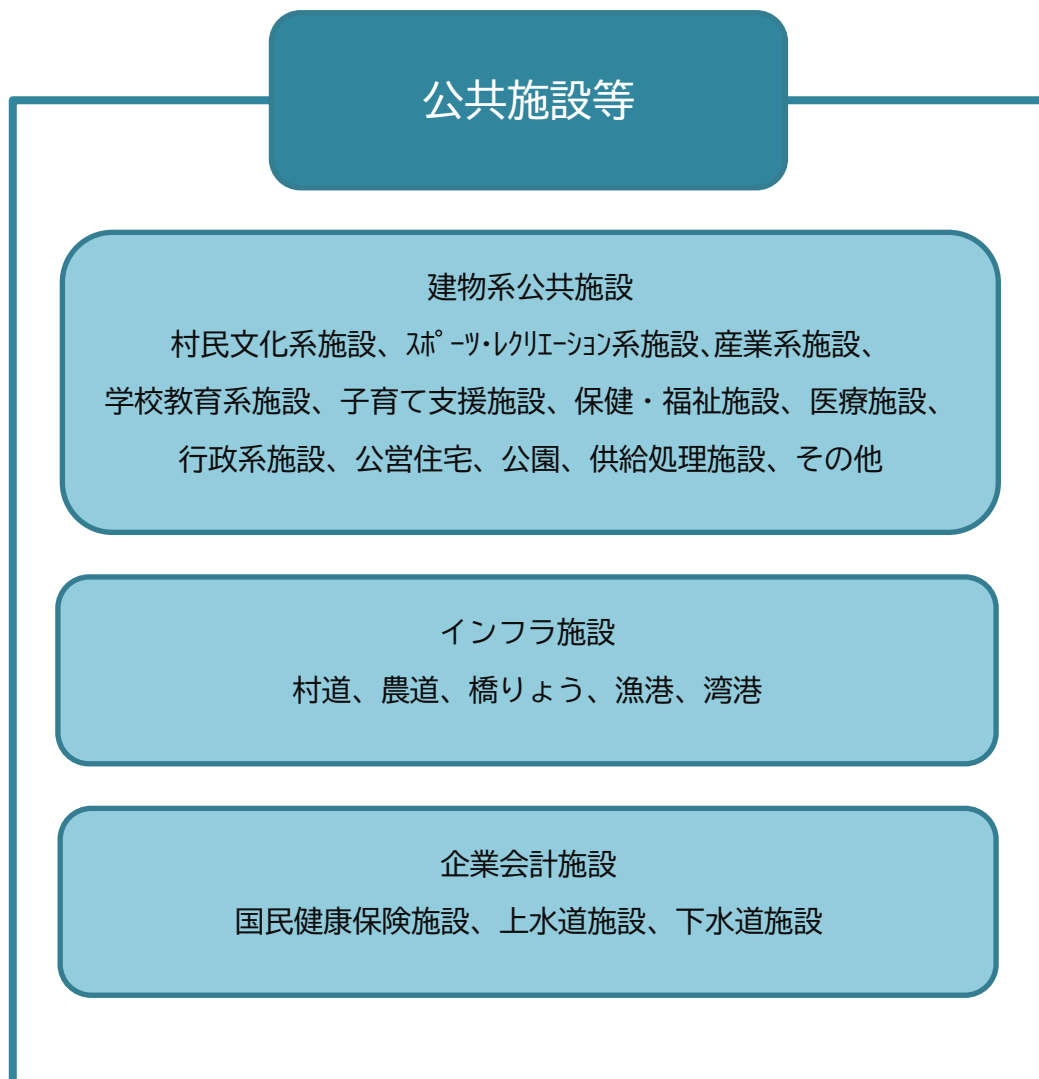 公共施設等
建物系公共施設
村民文化系施設、ｽﾎﾟｰﾂ・ﾚｸﾘｴｰｼｮﾝ系施設、産業系施設、
学校教育系施設、子育て支援施設、保健・福祉施設、医療施設、
行政系施設、公営住宅、公園、供給処理施設、その他
インフラ施設
村道、農道、橋りょう、漁港、湾港
企業会計施設
国民健康保険施設、上水道施設、下水道施設